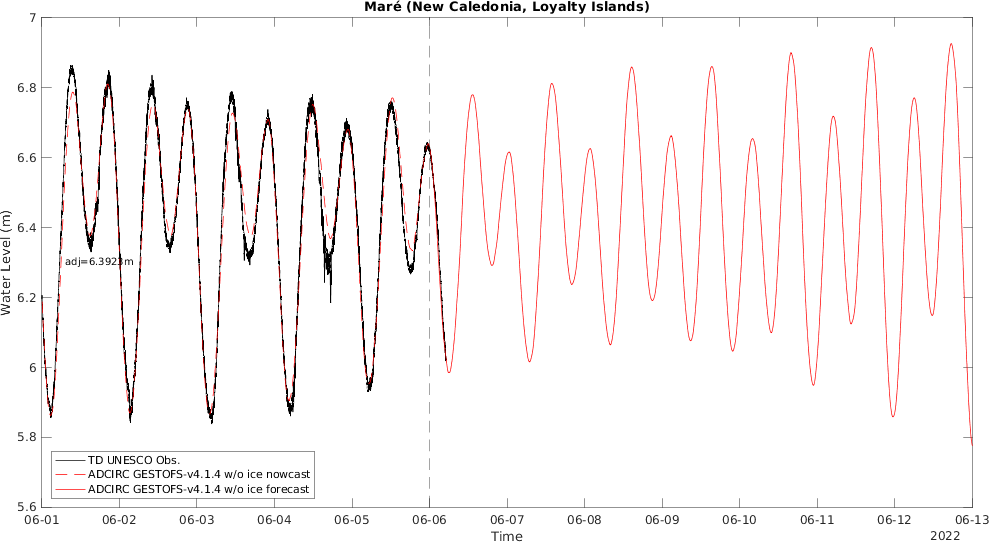 Maré (New Caledonia, Loyalty Islands)
7
6.8
6.6
6.4
6.2
6
5.8
5.6
Water Level (m)
adj=6.3923m
TD UNESCO Obs.
ADCIRC GESTOFS-v4.1.4 w/o ice nowcast
ADCIRC GESTOFS-v4.1.4 w/o ice forecast
06-01 06-02 06-03 06-04 06-05 06-06 06-07 06-08 06-09 06-10 06-11 06-12 06-13
Time
2022